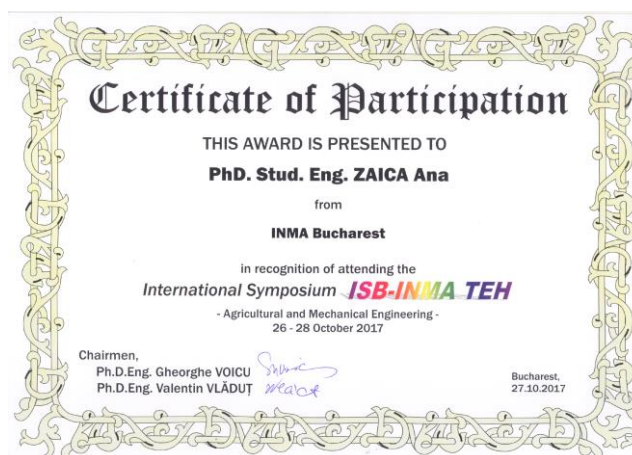 Certificate of Participation
THIS AWARD IS PRESENTED TO
PhD. Stud. Eng. ZAICA Ana
from
INMA Bucharest
in recognition of attending the
International Symposium ISB-INMA TEH
- Agricultural and Mechanical Engineering -
26 - 28 October 2017
Chairmen,
Ph.D.Eng. Gheorghe VOICU
Ph.D.Eng. Valentin VLĂDUȚ
Bucharest,
27.10.2017